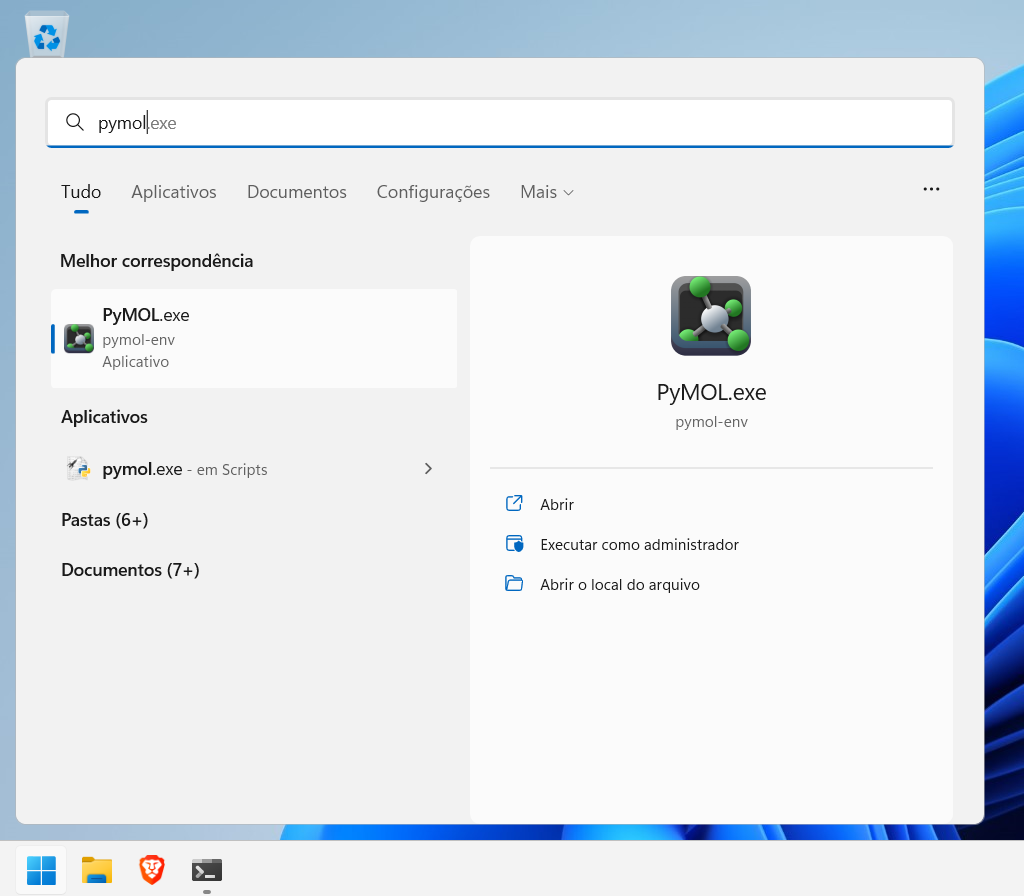 pymol.exe
Tudo Aplicativos Documentos Configurações Mais
Melhor correspondência
PyMOL.exe
pymol-env
Aplicativo
Aplicativos
pymol.exe - em Scripts
Pastas (6+)
Documentos (7+)
PyMOL.exe
pymol-env
Abrir
Executar como administrador
Abrir o local do arquivo